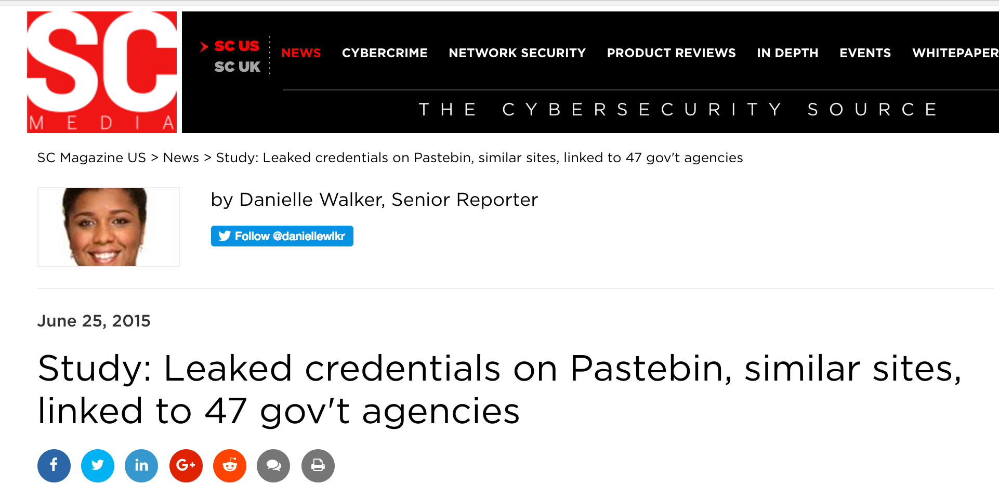 SC
MEDIA
SC US
SC UK
NEWS CYBERCRIME NETWORK SECURITY PRODUCT REVIEWS IN DEPTH EVENTS WHITEPAPER
THE CYBERSECURITY SOURCE
SC Magazine US > News > Study: Leaked credentials on Pastebin, similar sites, linked to 47 gov't agencies
by Danielle Walker, Senior Reporter
Follow @daniellewlkr
June 25, 2015
Study: Leaked credentials on Pastebin, similar sites,
linked to 47 gov't agencies
f in G+